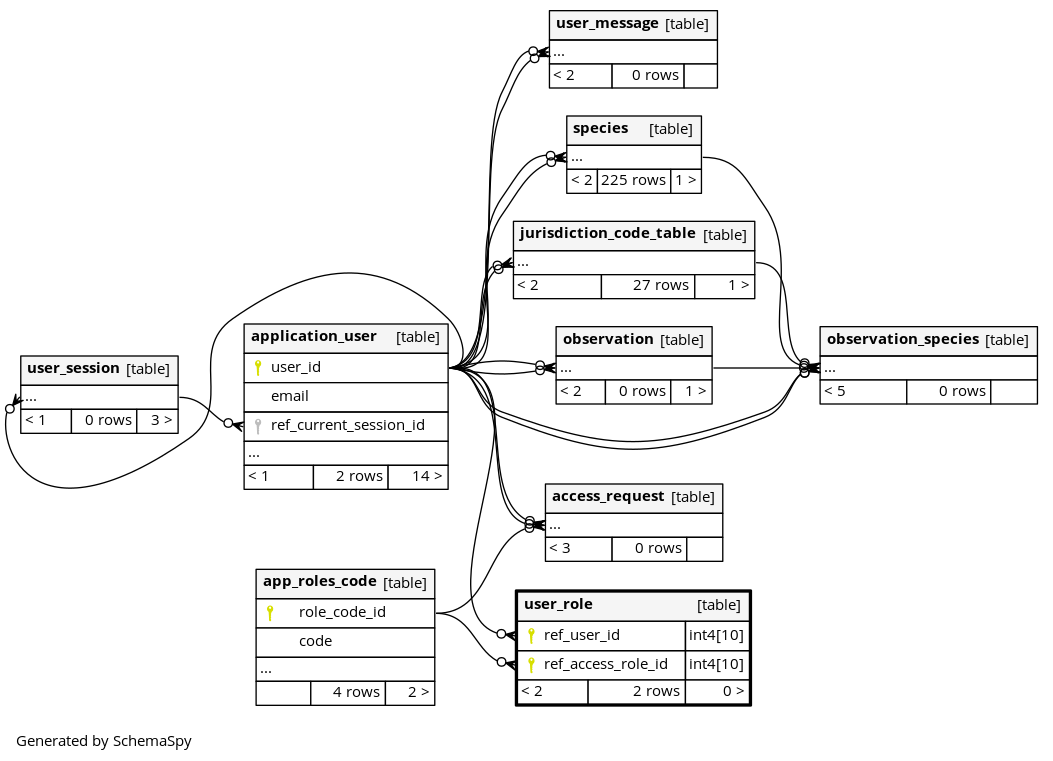 user_message [table]
...
< 2 0 rows
species [table]
...
< 2 225 rows 1 >
jurisdiction_code_table [table]
...
< 2 27 rows 1 >
application_user [table]
user_id
email
ref_current_session_id
...
< 1 2 rows 14 >
user_session [table]
...
< 1 0 rows 3 >
observation [table]
...
< 2 0 rows 1 >
observation_species [table]
...
< 5 0 rows
access_request [table]
...
< 3 0 rows
app_roles_code [table]
role_code_id
code
...
4 rows 2 >
user_role [table]
ref_user_id int4[10]
ref_access_role_id int4[10]
< 2 2 rows 0 >
Generated by SchemaSpy